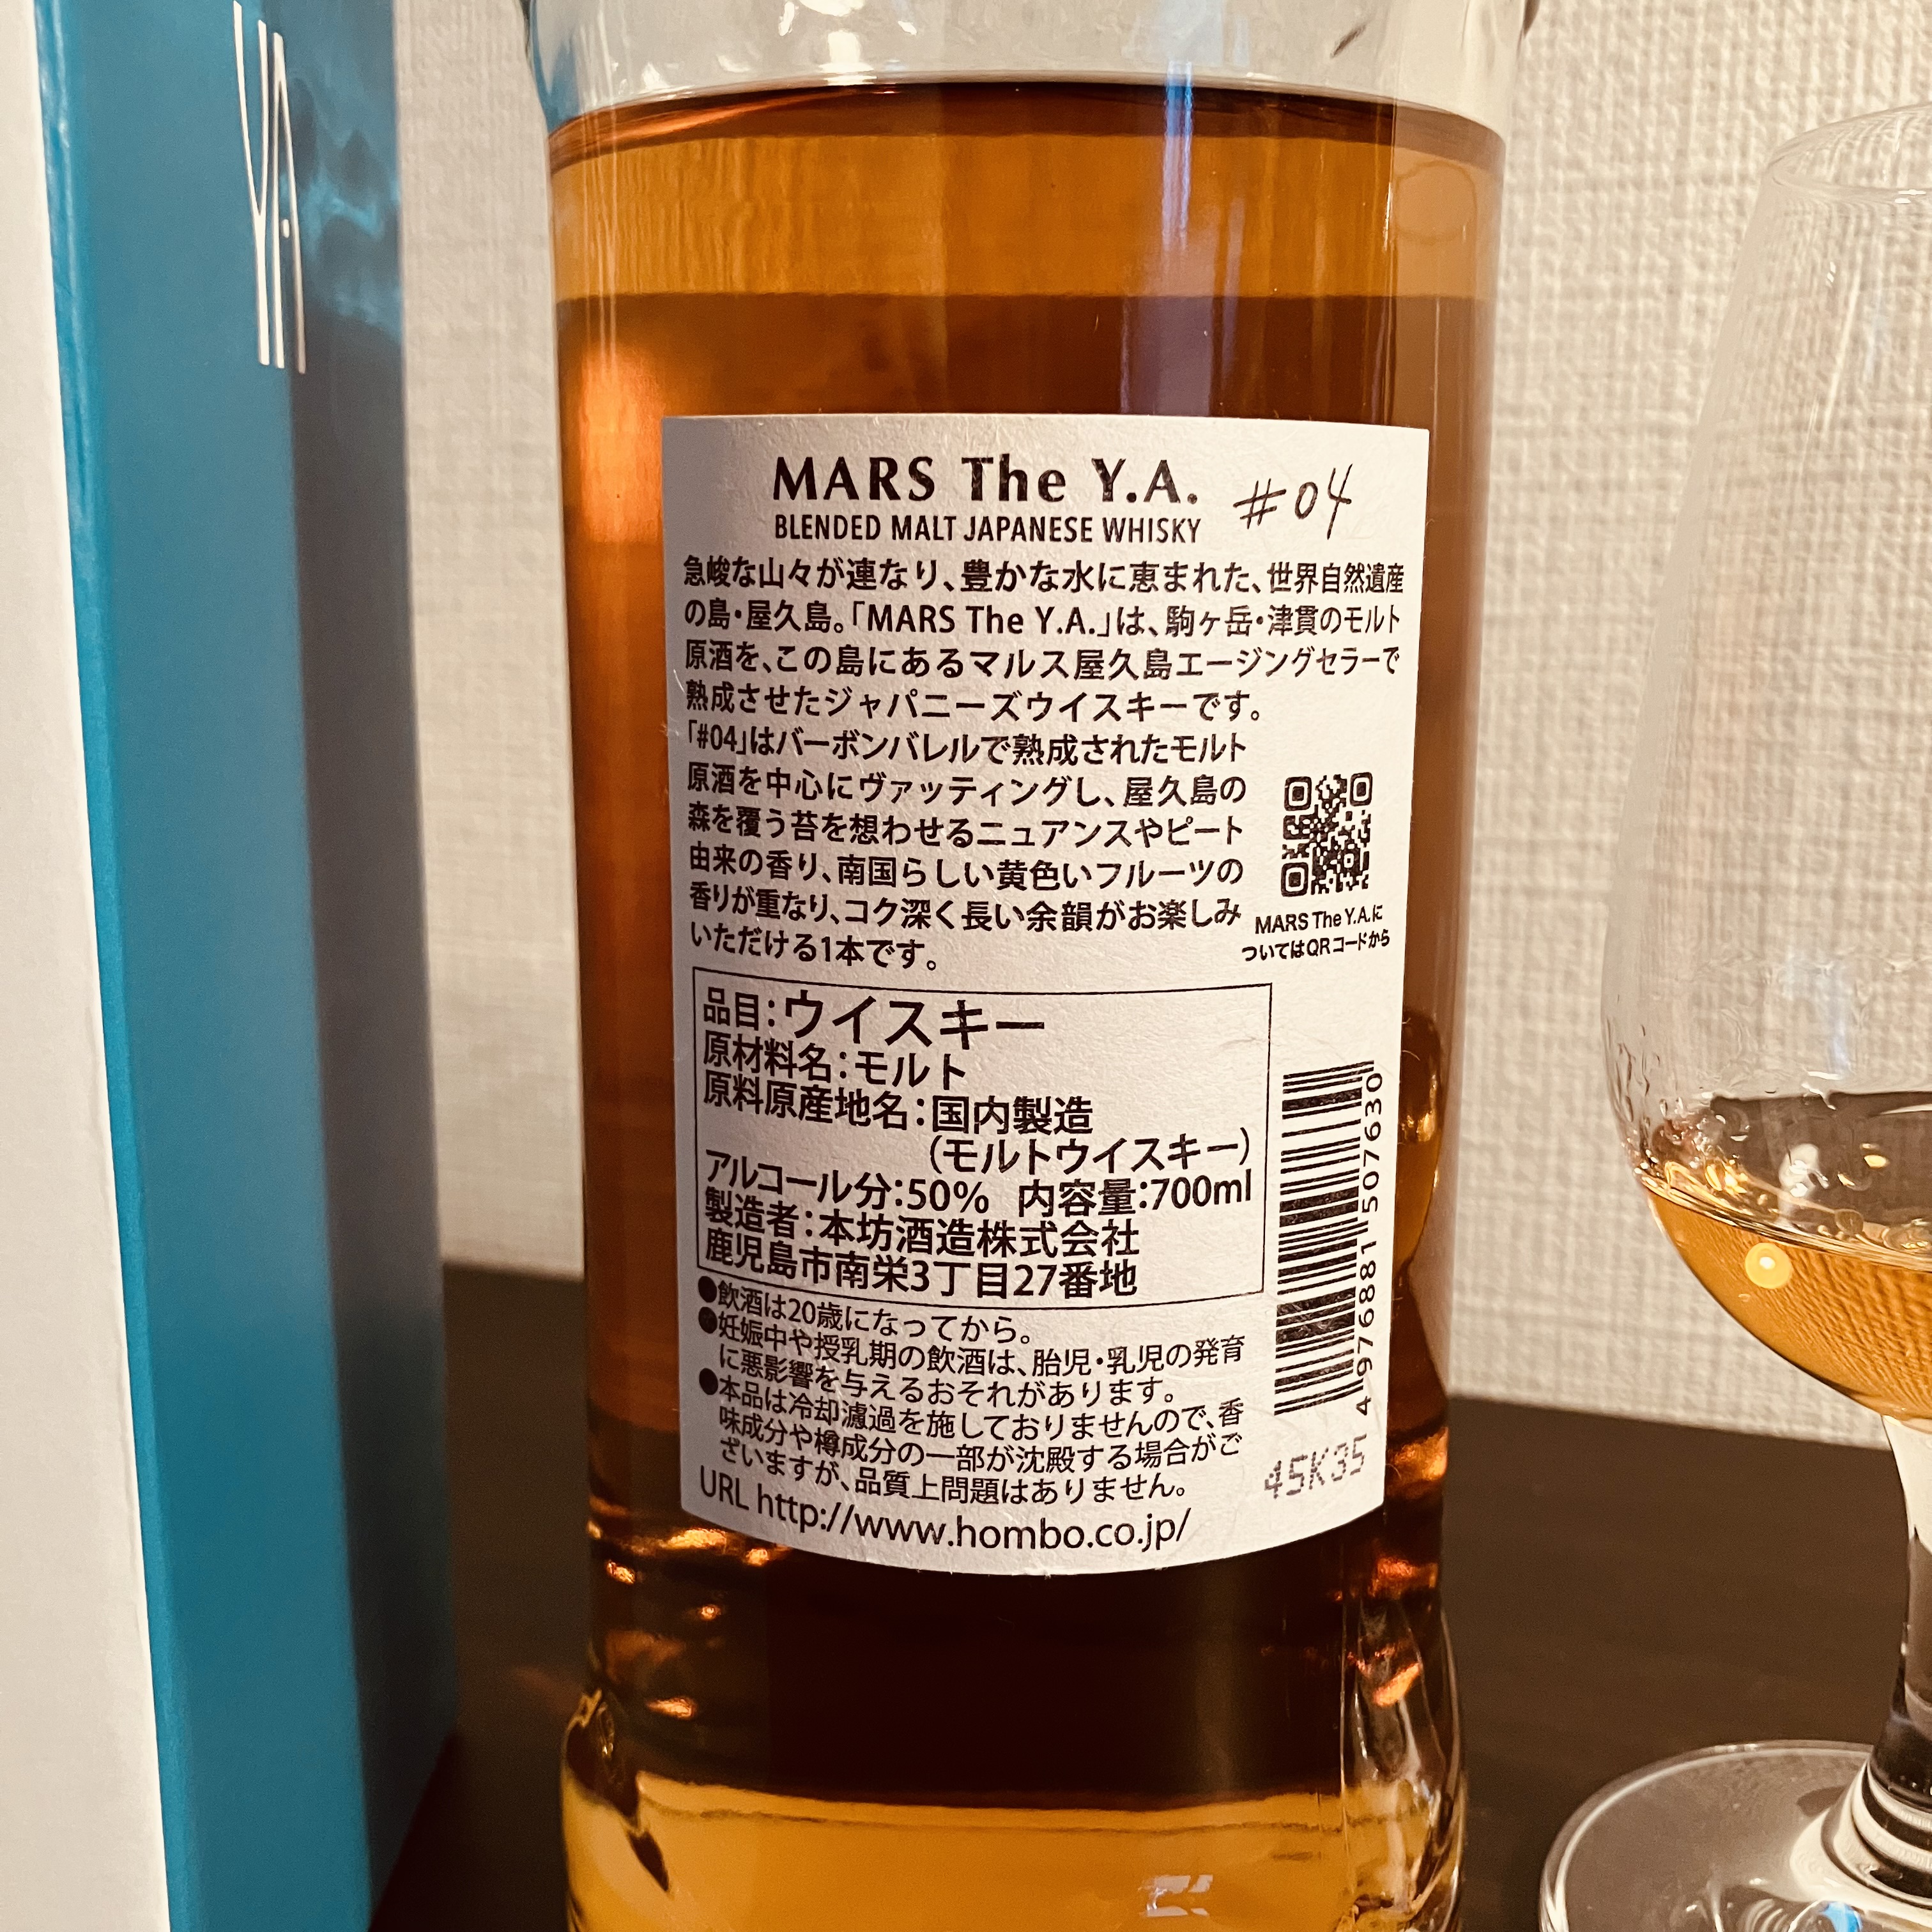 Y.A.
MARS The Y.A. #04
BLENDED MALT JAPANESE WHISKY
急峻な山々が連なり、豊かな水に恵まれた、世界自然遺産
の島・屋久島。「MARS The Y.A.」は、駒ヶ岳・津貫のモルト
原酒を、この島にあるマルス屋久島エージングセラーで
熟成させたジャパニーズウイスキーです。
「#04」はバーボンバレルで熟成されたモルト
原酒を中心にヴァッティングし、屋久島の
森を覆う苔を想わせるニュアンスやピート
由来の香り、南国らしい黄色いフルーツの
香りが重なり、コク深く長い余韻がお楽しみ
いただける1本です。
MARS The Y.A.に
ついてはQRコードから
品目：ウイスキー
原材料名：モルト
原料原産地名：国内製造
（モルトウイスキー）
アルコール分：50% 内容量：700ml
製造者：本坊酒造株式会社
鹿児島市南栄3丁目27番地
●飲酒は20歳になってから。
●妊娠中や授乳期の飲酒は、胎児・乳児の発育
に悪影響を与えるおそれがあります。
●本品は冷却濾過を施しておりませんので、香
味成分や樽成分の一部が沈殿する場合がご
ざいますが、品質上問題はありません。
URL http://www.hombo.co.jp/
4 976881 507630
45K35